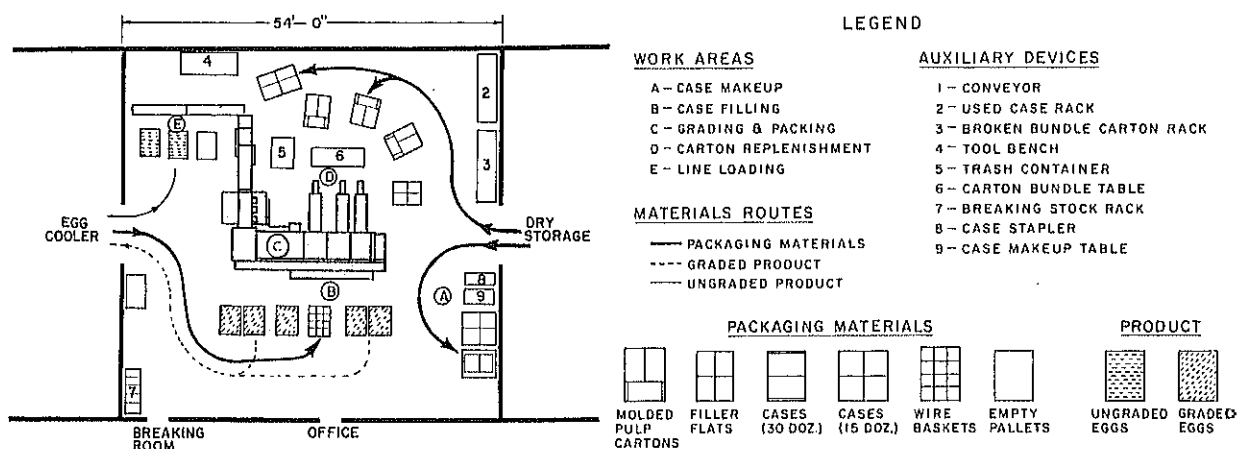 54'- 0"
4
2
E
5
6
3
D
EGG
COOLER
DRY
STORAGE
C
B
A
8
9
7
BREAKING
ROOM
OFFICE
LEGEND
WORK AREAS
A - CASE MAKEUP
B - CASE FILLING
C - GRADING & PACKING
D - CARTON REPLENISHMENT
E - LINE LOADING
MATERIALS ROUTES
PACKAGING MATERIALS
GRADED PRODUCT
UNGRADED PRODUCT
AUXILIARY DEVICES
1 - CONVEYOR
2 - USED CASE RACK
3 - BROKEN BUNDLE CARTON RACK
4 - TOOL BENCH
5 - TRASH CONTAINER
6 - CARTON BUNDLE TABLE
7 - BREAKING STOCK RACK
8 - CASE STAPLER
9 - CASE MAKEUP TABLE
PACKAGING MATERIALS
MOLDED
PULP
CARTONS
FILLER
FLATS
CASES
(30 DOZ.)
CASES
(15 DOZ.)
WIRE
BASKETS
EMPTY
PALLETS
PRODUCT
UNGRADED
EGGS
GRADED
EGGS